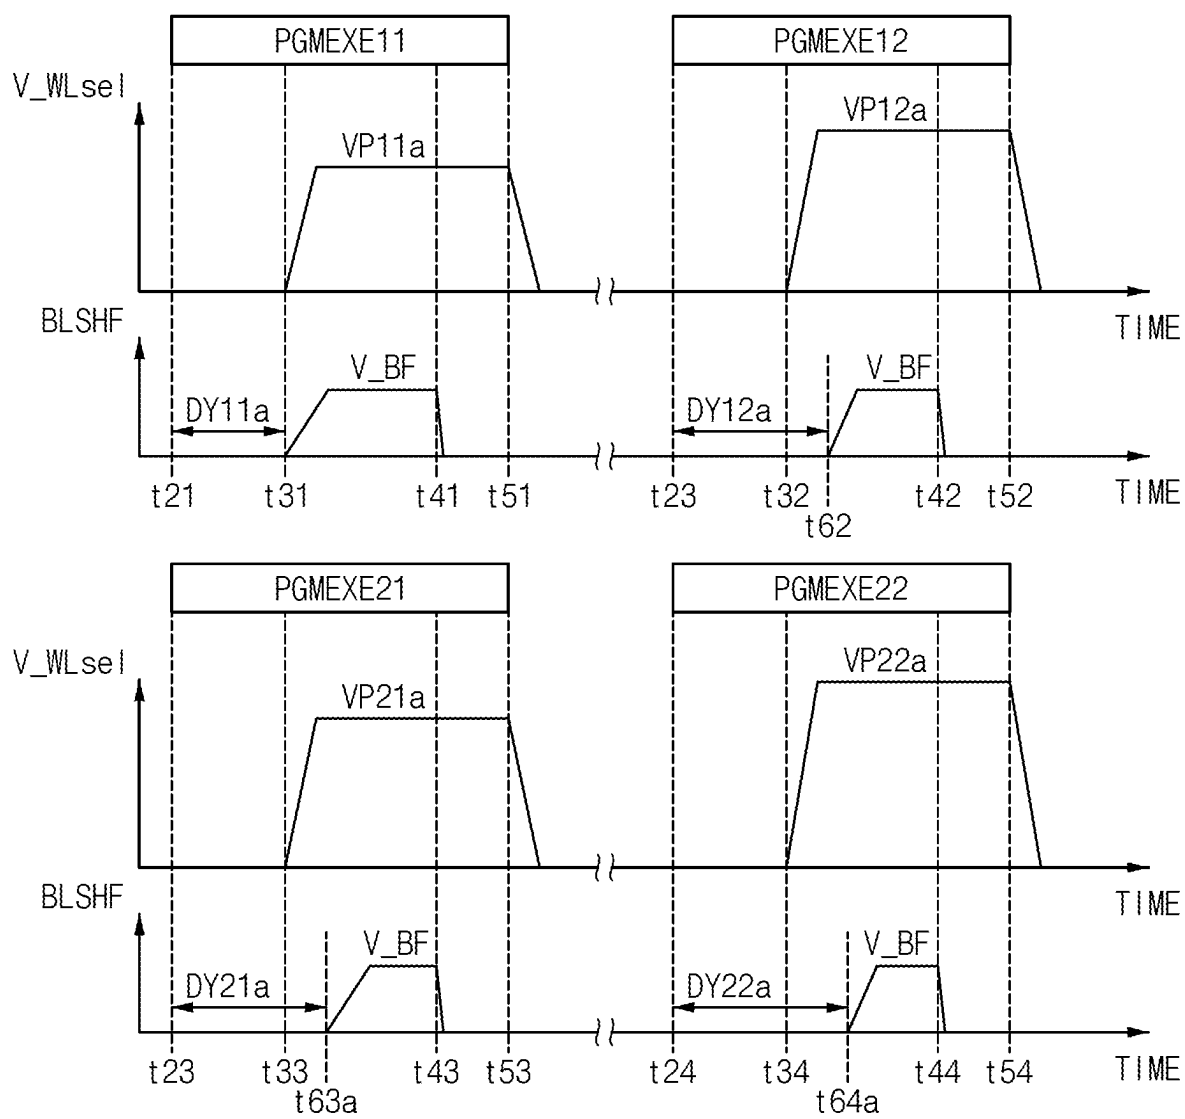 PGMEXE11 PGMEXE12
V_WLsel
VP11a VP12a
TIME
BLSHF
V_BF V_BF
DY11a DY12a
t21 t31 t41 t51 t23 t32 t42 t52 TIME
t62
PGMEXE21 PGMEXE22
V_WLsel
VP21a VP22a
TIME
BLSHF
V_BF V_BF
DY21a DY22a
t23 t33 t43 t53 t24 t34 t44 t54 TIME
t63a t64a